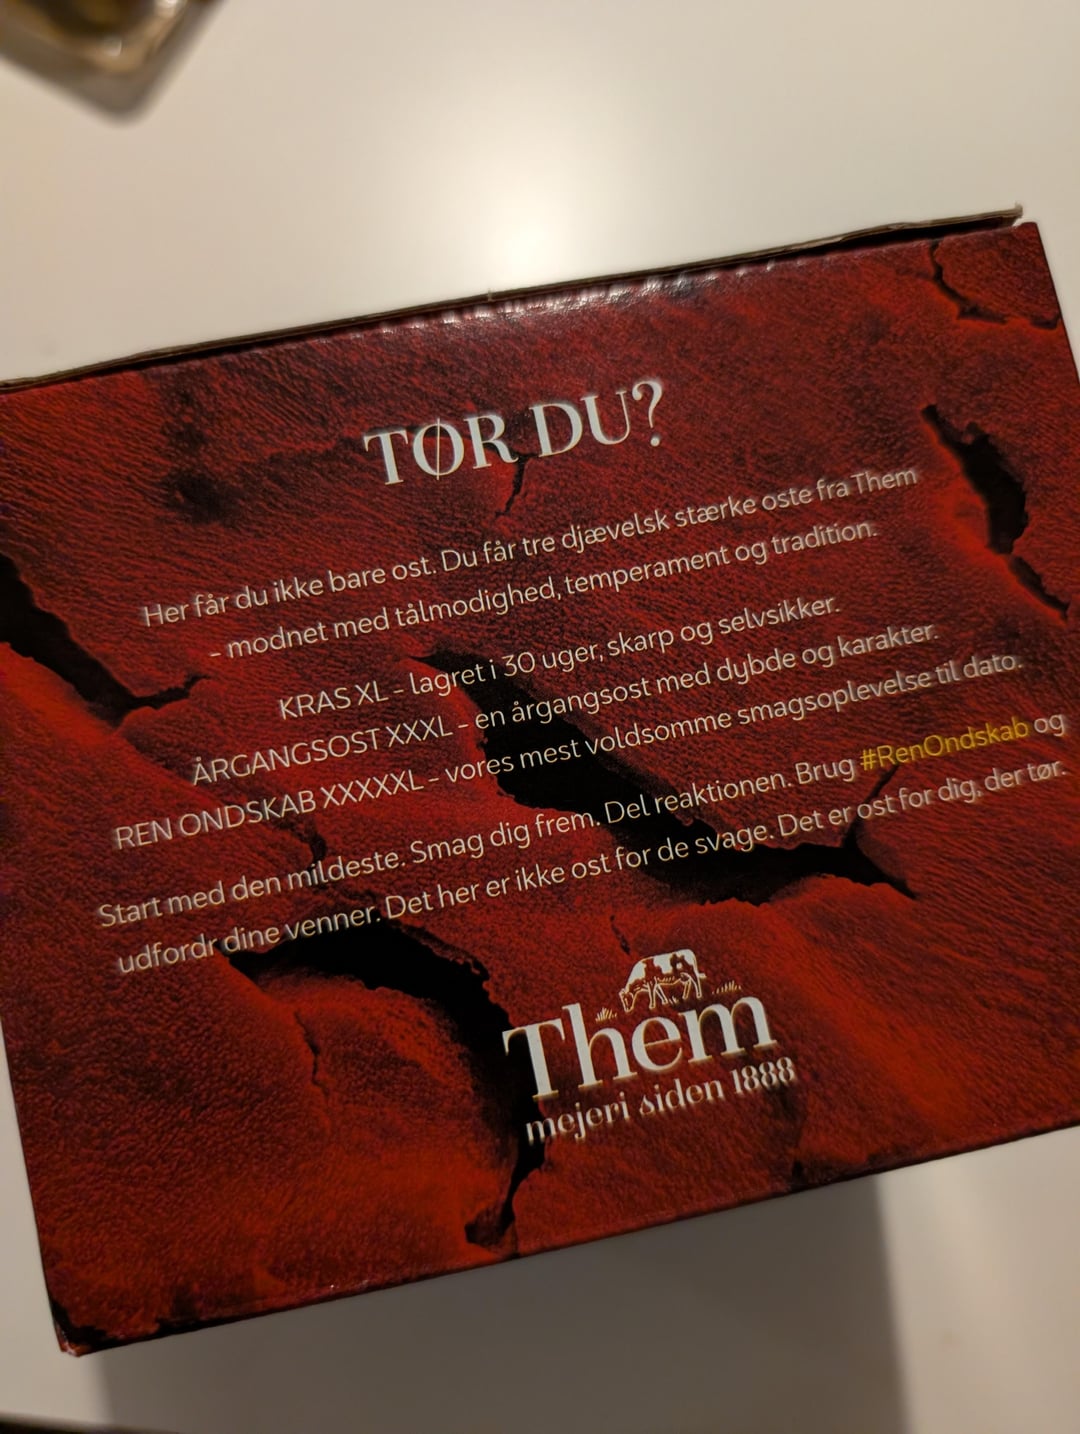 TØR DU?
Her får du ikke bare ost. Du får tre djævelsk stærke oste fra Them
- modnet med tålmodighed, temperament og tradition.
KRAS XL - lagret i 30 uger, skarp og selvsikker.
ÅRGANGSOST XXXL - en årgangsost med dybde og karakter.
REN ONDSKAB XXXXXL - vores mest voldsomme smagsoplevelse til dato.
Start med den mildeste. Smag dig frem. Del reaktionen. Brug #RenOndskab og
udfordr dine venner. Det her er ikke ost for de svage. Det er ost for dig, der tør.
Them
mejeri siden 1888